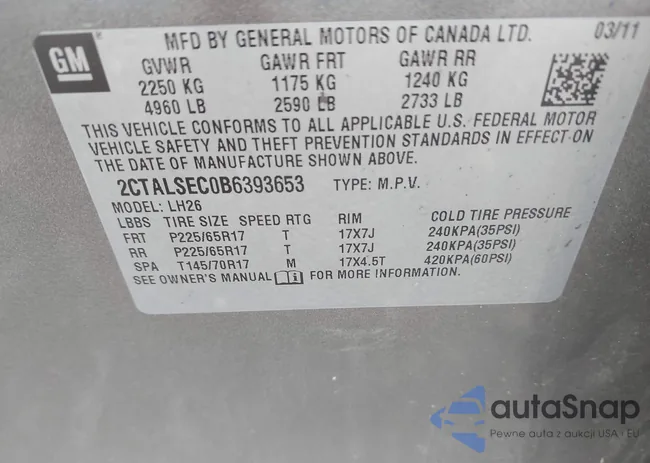 GM
MFD BY GENERAL MOTORS OF CANADA LTD. 03/11
GVWR GAWR FRT GAWR RR
2250 KG 1175 KG 1240 KG
4960 LB 2590 LB 2733 LB
THIS VEHICLE CONFORMS TO ALL APPLICABLE U.S. FEDERAL MOTOR
VEHICLE SAFETY AND THEFT PREVENTION STANDARDS IN EFFECT ON
THE DATE OF MANUFACTURE SHOWN ABOVE.
2CTALSEC0B6393653 TYPE: M.P.V.
MODEL: LH26
LBBS TIRE SIZE SPEED RTG RIM COLD TIRE PRESSURE
FRT P225/65R17 T 17X7J 240KPA(35PSI)
RR P225/65R17 T 17X7J 240KPA(35PSI)
SPA T145/70R17 M 17X4.5T 420KPA(60PSI)
SEE OWNER'S MANUAL FOR MORE INFORMATION.
autaSnap
Pewne auta z aukcji USA - EU